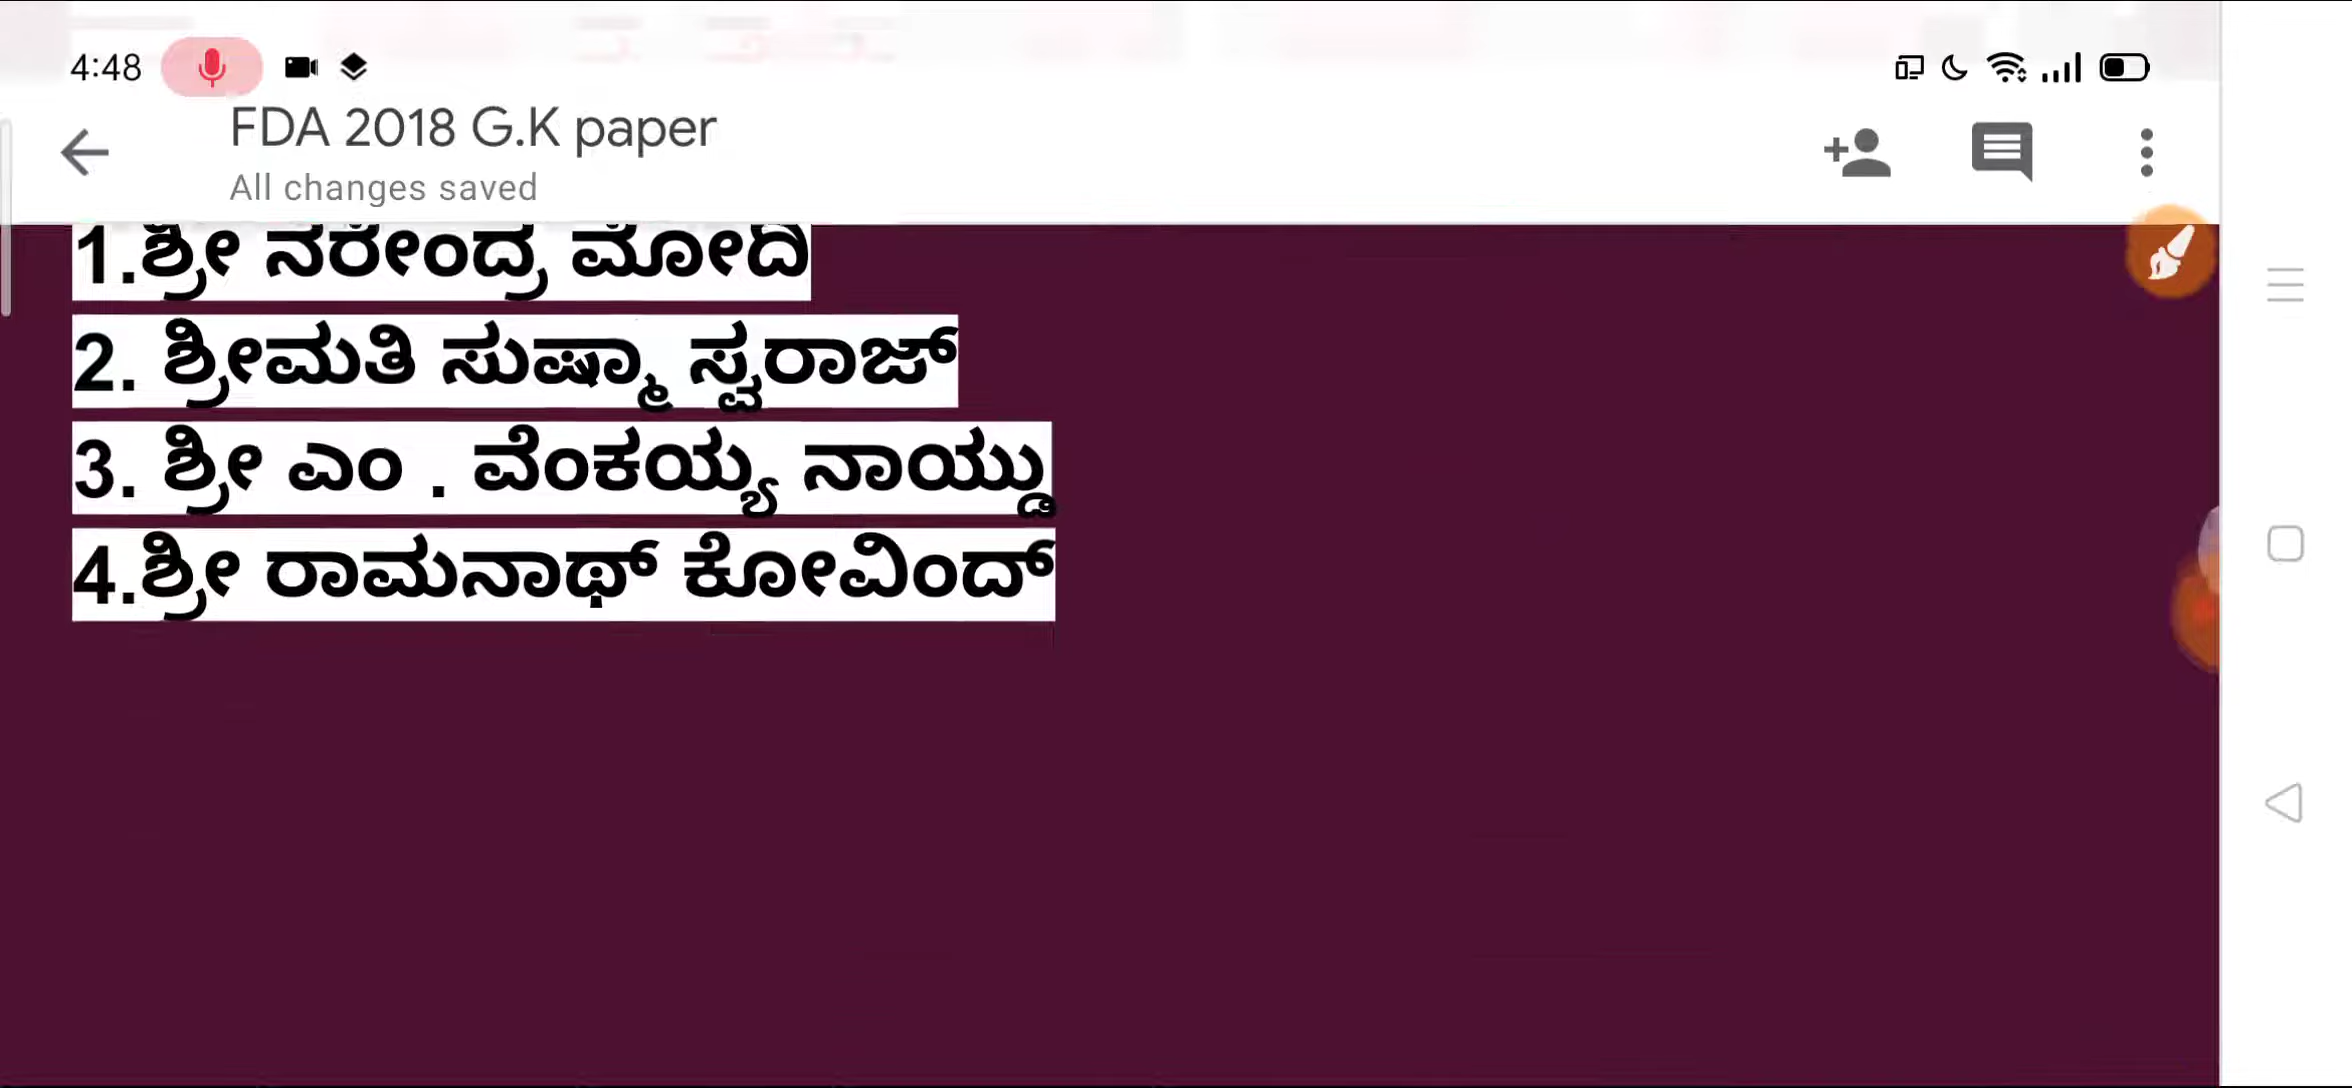 4:48
FDA 2018 G.K paper
All changes saved
1.ಶ್ರೀ ನರೇಂದ್ರ ಮೋದಿ
2. ಶ್ರೀಮತಿ ಸುಷ್ಮಾ ಸ್ವರಾಜ್
3. ಶ್ರೀ ಎಂ . ವೆಂಕಯ್ಯ ನಾಯ್ಡು
4.ಶ್ರೀ ರಾಮನಾಥ್ ಕೋವಿಂದ್